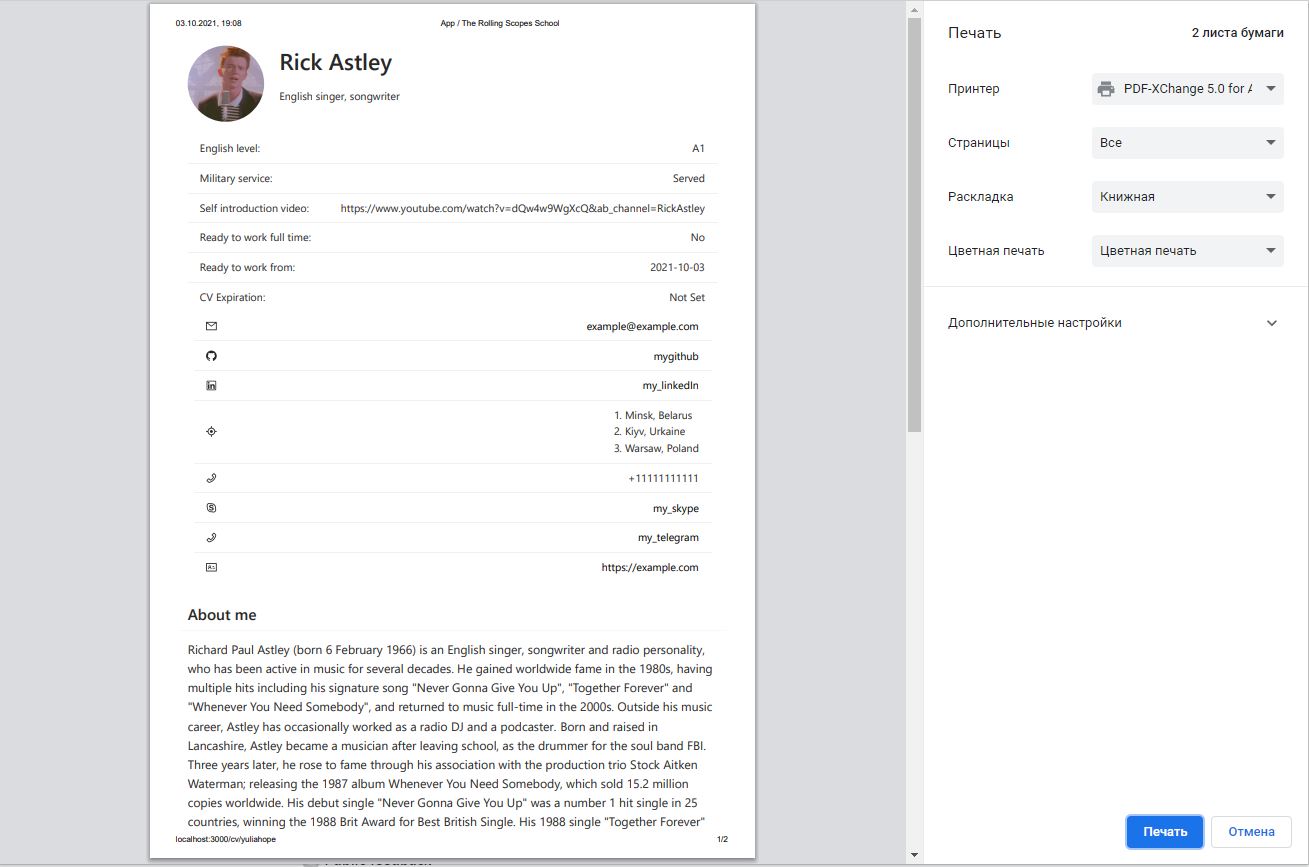 03.10.2021, 19:08
App / The Rolling Scopes School
Rick Astley
English singer, songwriter
English level: A1
Military service: Served
Self introduction video: https://www.youtube.com/watch?v=dQw4w9WgXcQ&ab_channel=RickAstley
Ready to work full time: No
Ready to work from: 2021-10-03
CV Expiration: Not Set
example@example.com
mygithub
my_linkedIn
1. Minsk, Belarus
2. Kiyv, Urkaine
3. Warsaw, Poland
+11111111111
my_skype
my_telegram
https://example.com
About me
Richard Paul Astley (born 6 February 1966) is an English singer, songwriter and radio personality,
who has been active in music for several decades. He gained worldwide fame in the 1980s, having
multiple hits including his signature song "Never Gonna Give You Up", "Together Forever" and
"Whenever You Need Somebody", and returned to music full-time in the 2000s. Outside his music
career, Astley has occasionally worked as a radio DJ and a podcaster. Born and raised in
Lancashire, Astley became a musician after leaving school, as the drummer for the soul band FBI.
Three years later, he rose to fame through his association with the production trio Stock Aitken
Waterman; releasing the 1987 album Whenever You Need Somebody, which sold 15.2 million
copies worldwide. His debut single "Never Gonna Give You Up" was a number 1 hit single in 25
countries, winning the 1988 Brit Award for Best British Single. His 1988 single "Together Forever"
localhost:3000/cv/yuliahope
1/2
Печать
2 листа бумаги
Принтер
PDF-XChange 5.0 for
Страницы
Все
Раскладка
Книжная
Цветная печать
Цветная печать
Дополнительные настройки
Печать
Отмена